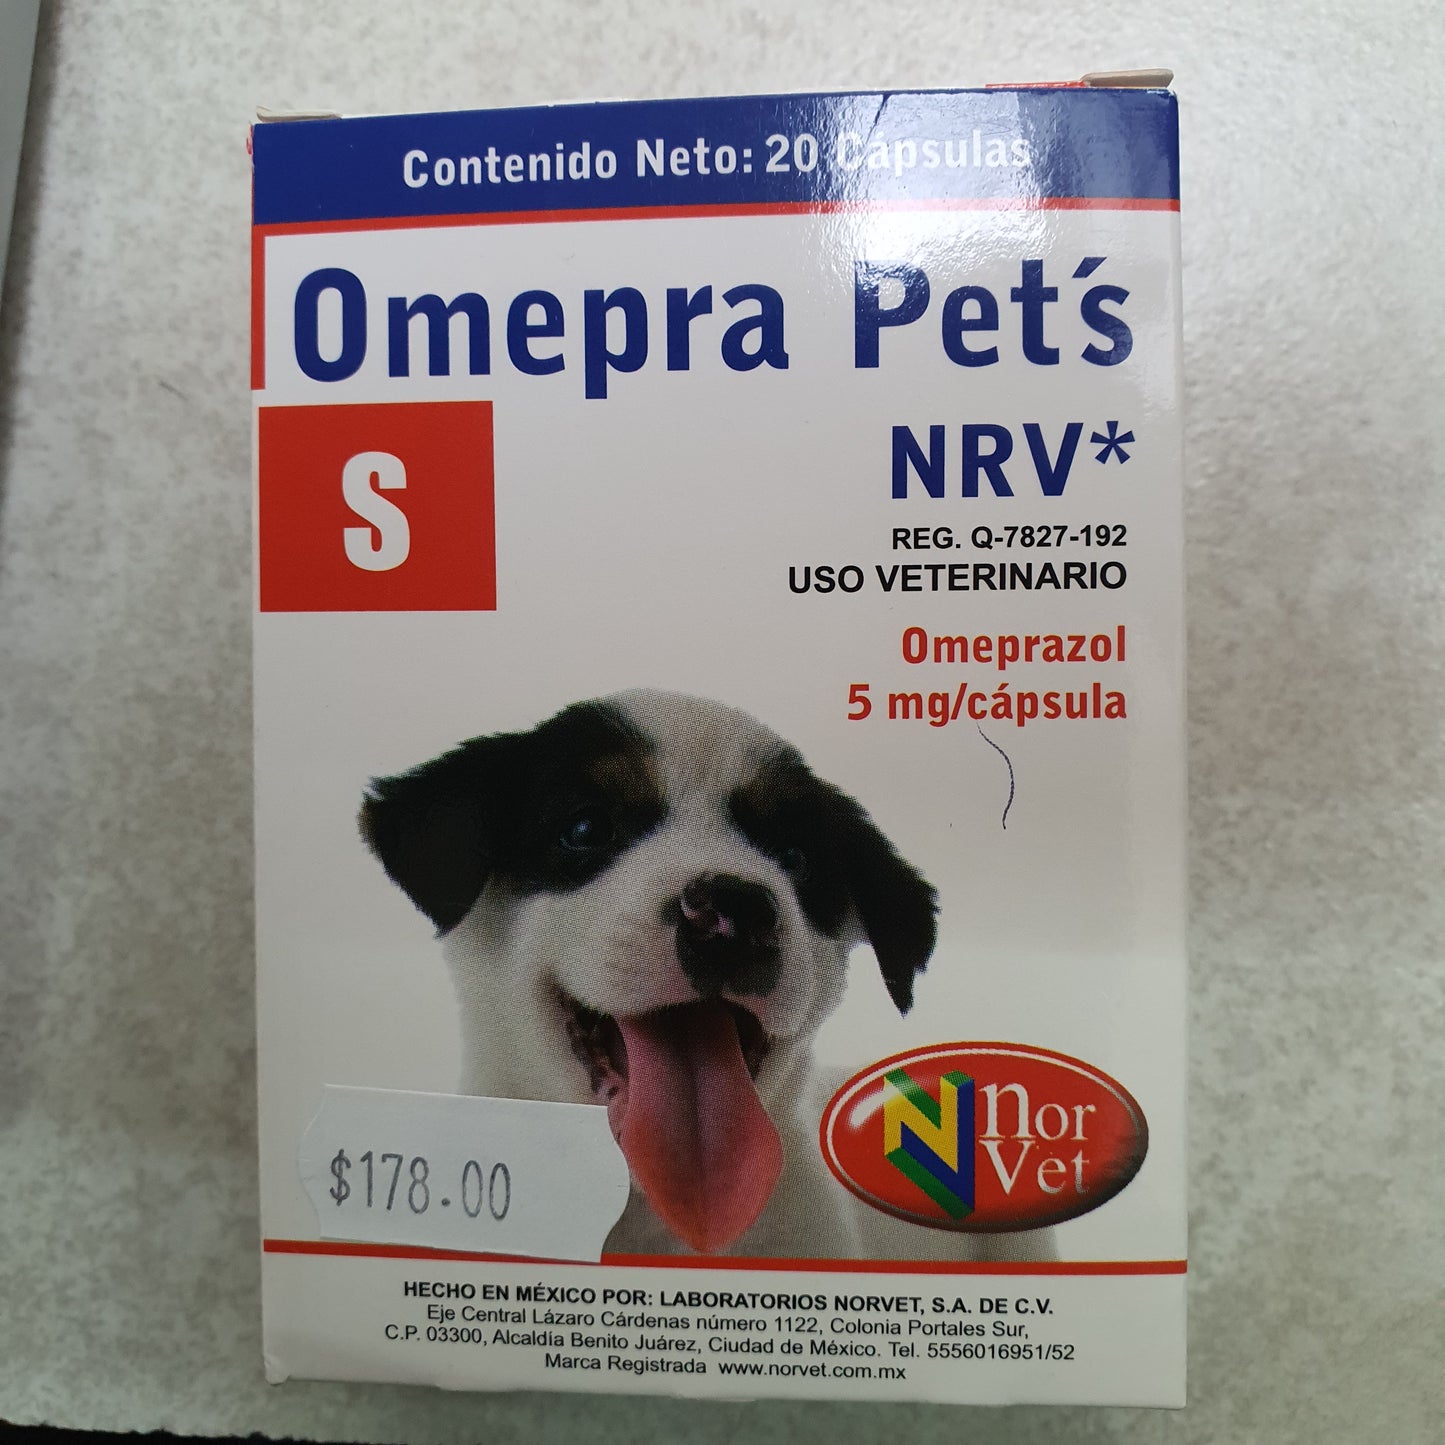 Contenido Neto: 20 Cápsulas
Omepra Pet´s
S
NRV*
REG. Q-7827-192
USO VETERINARIO
Omeprazol
5 mg/cápsula
nor
Vet
$178.00
HECHO EN MÉXICO POR: LABORATORIOS NORVET, S.A. DE C.V.
Eje Central Lázaro Cárdenas número 1122, Colonia Portales Sur,
C.P. 03300, Alcaldía Benito Juárez, Ciudad de México. Tel. 5556016951/52
Marca Registrada www.norvet.com.mx